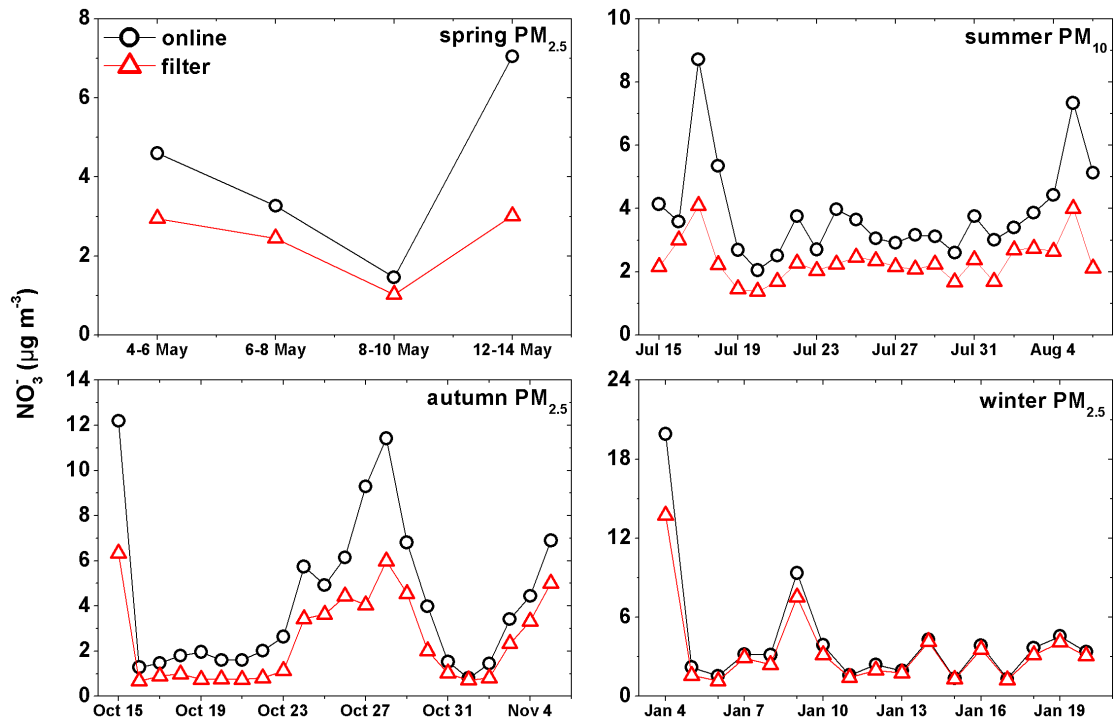 NO₃⁻ (µg m⁻³)
online
filter
spring PM₂.₅
8
6
4
2
0
4-6 May 6-8 May 8-10 May 12-14 May
summer PM₁₀
10
8
6
4
2
0
Jul 15 Jul 19 Jul 23 Jul 27 Jul 31 Aug 4
autumn PM₂.₅
14
12
10
8
6
4
2
0
Oct 15 Oct 19 Oct 23 Oct 27 Oct 31 Nov 4
winter PM₂.₅
24
18
12
6
0
Jan 4 Jan 7 Jan 10 Jan 13 Jan 16 Jan 19